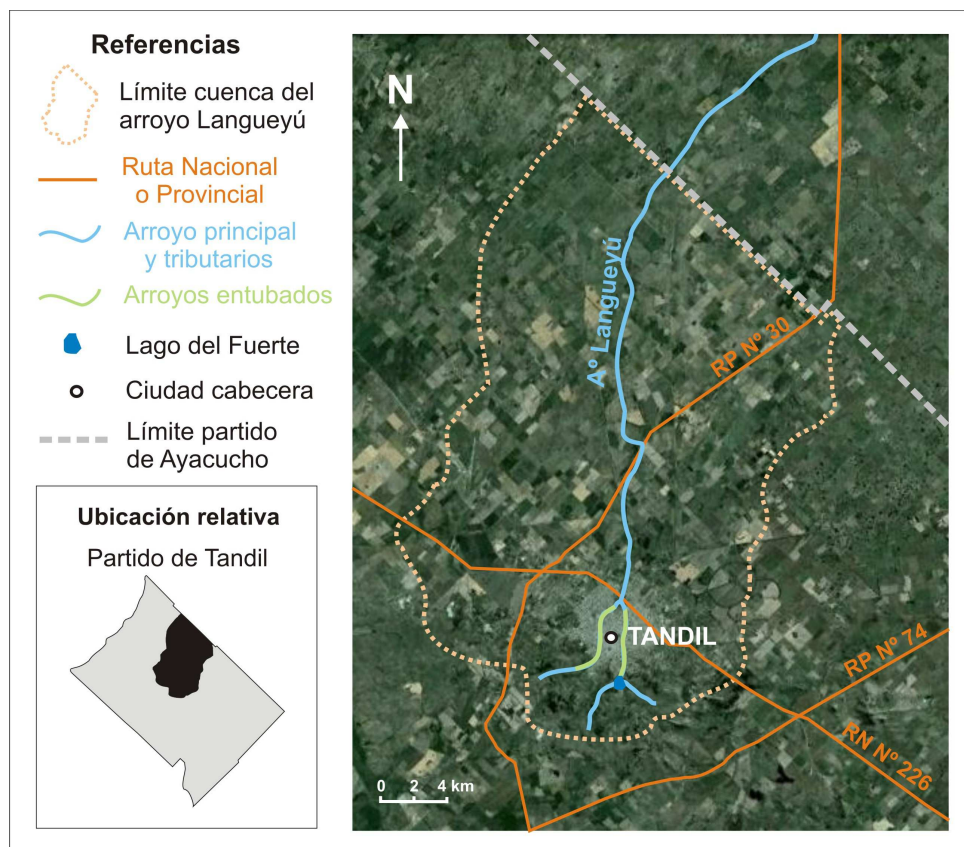 Referencias
Límite cuenca del
arroyo Langueyú
Ruta Nacional
o Provincial
Arroyo principal
y tributarios
Arroyos entubados
Lago del Fuerte
Ciudad cabecera
Límite partido
de Ayacucho
Ubicación relativa
Partido de Tandil
N
Aº Langueyú
RP Nº 30
TANDIL
RP Nº 74
RN Nº 226
0 2 4 km